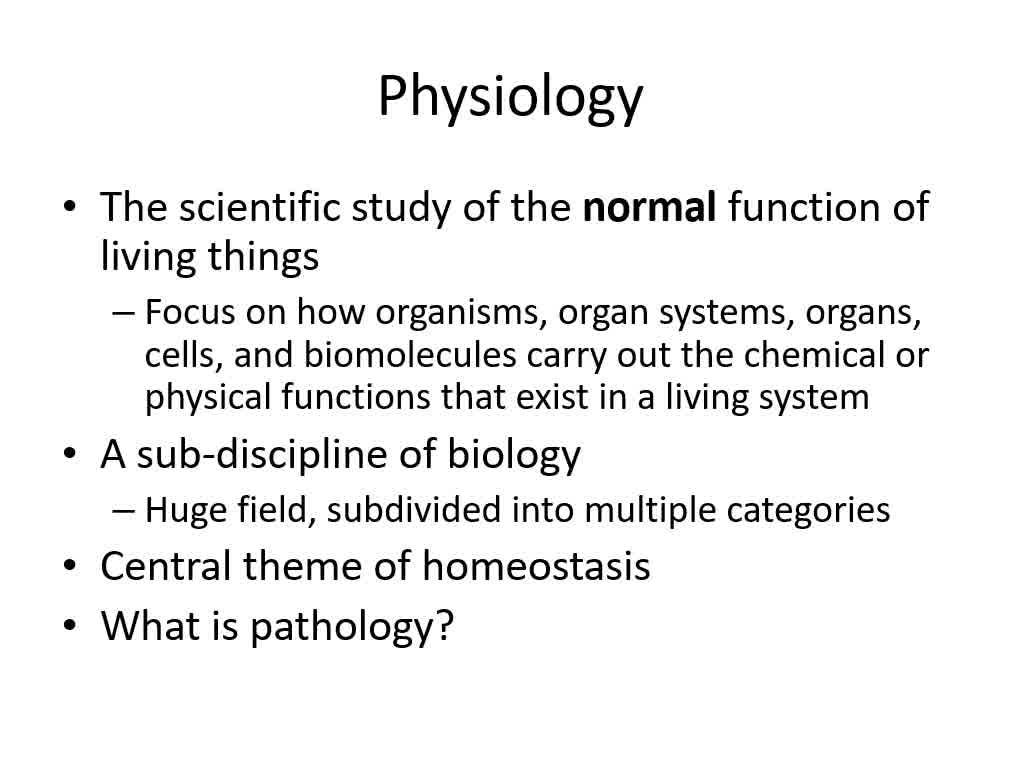 Physiology
• The scientific study of the normal function of
living things
– Focus on how organisms, organ systems, organs,
cells, and biomolecules carry out the chemical or
physical functions that exist in a living system
• A sub-discipline of biology
– Huge field, subdivided into multiple categories
• Central theme of homeostasis
• What is pathology?